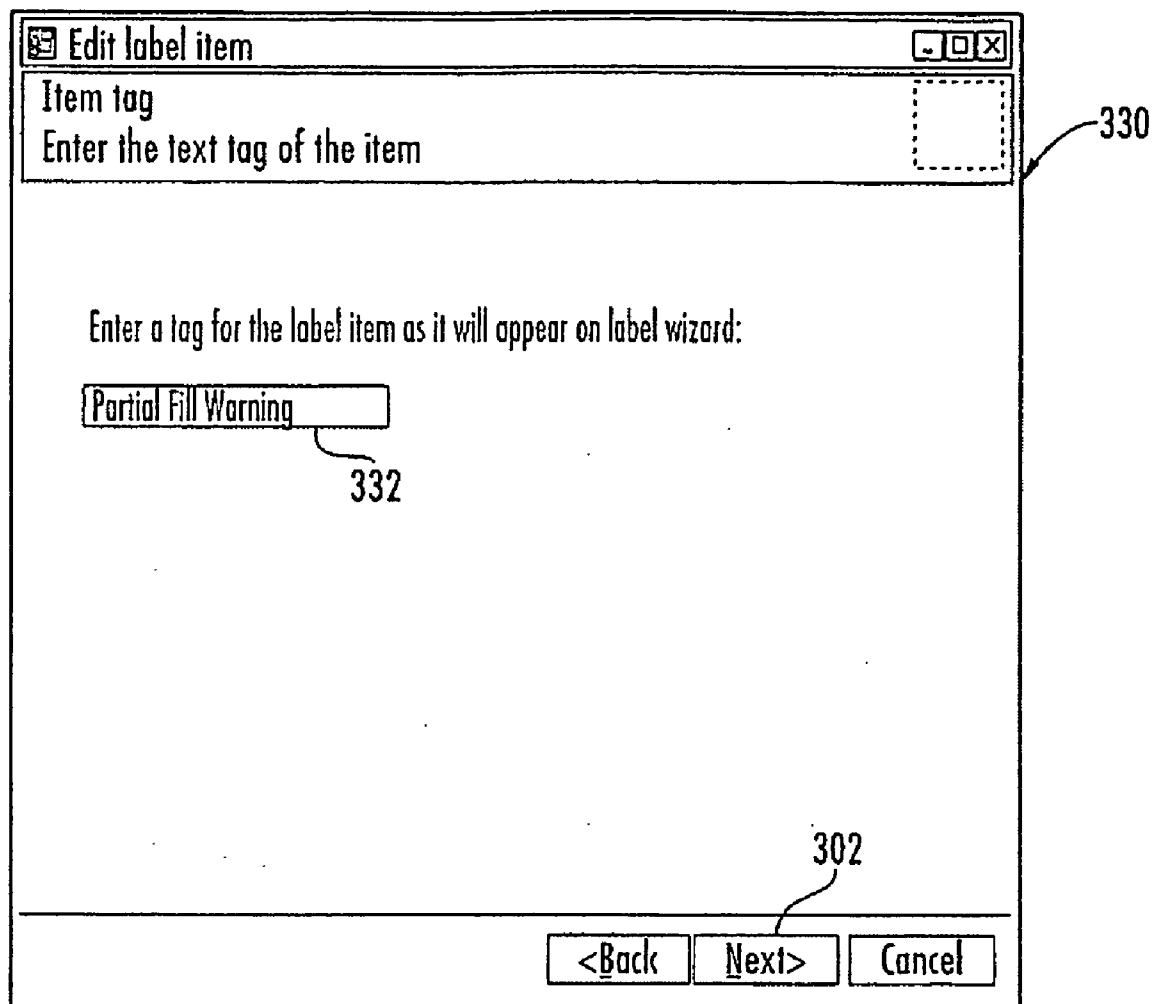 Edit label item
Item tag
Enter the text tag of the item
330
Enter a tag for the label item as it will appear on label wizard:
Partial Fill Warning
332
302
<Back Next> Cancel